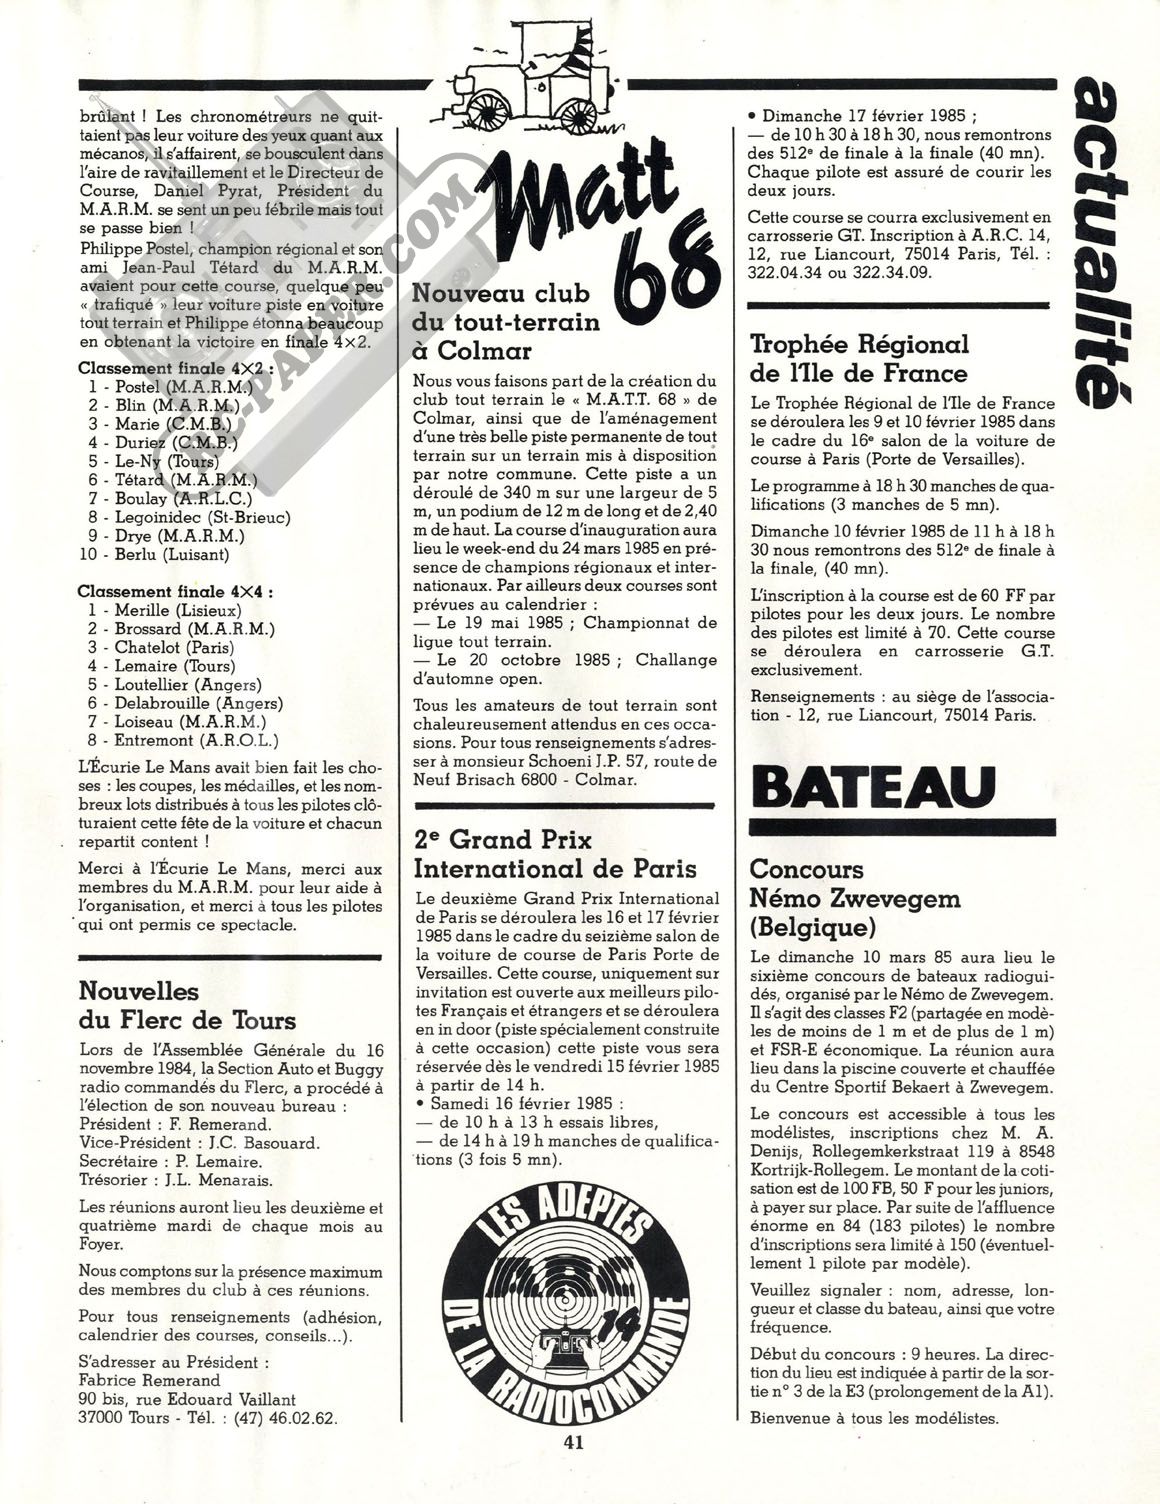 actualité
brûlant ! Les chronométreurs ne quit-
taient pas leur voiture des yeux quant aux
mécanos, il s'affairent, se bousculent dans
l'aire de ravitaillement et le Directeur de
Course, Daniel Pyrat, Président du
M.A.R.M. se sent un peu fébrile mais tout
se passe bien !
Philippe Postel, champion régional et son
ami Jean-Paul Tétard du M.A.R.M.
avaient pour cette course, quelque peu
« trafiqué » leur voiture piste en voiture
tout terrain et Philippe étonna beaucoup
en obtenant la victoire en finale 4×2.
Classement finale 4×2 :
1 - Postel (M.A.R.M.)
2 - Blin (M.A.R.M.)
3 - Marie (C.M.B.)
4 - Duriez (C.M.B.)
5 - Le-Ny (Tours)
6 - Tétard (M.A.R.M.)
7 - Boulay (A.R.L.C.)
8 - Legoinidec (St-Brieuc)
9 - Drye (M.A.R.M.)
10 - Berlu (Luisant)
Classement finale 4×4 :
1 - Merille (Lisieux)
2 - Brossard (M.A.R.M.)
3 - Chatelot (Paris)
4 - Lemaire (Tours)
5 - Loutellier (Angers)
6 - Delabrouille (Angers)
7 - Loiseau (M.A.R.M.)
8 - Entremont (A.R.O.L.)
L'Écurie Le Mans avait bien fait les cho-
ses : les coupes, les médailles, et les nom-
breux lots distribués à tous les pilotes clô-
turaient cette fête de la voiture et chacun
repartit content !
Merci à l'Écurie Le Mans, merci aux
membres du M.A.R.M. pour leur aide à
l'organisation, et merci à tous les pilotes
qui ont permis ce spectacle.
Nouvelles
du Flerc de Tours
Lors de l'Assemblée Générale du 16
novembre 1984, la Section Auto et Buggy
radio commandés du Flerc, a procédé à
l'élection de son nouveau bureau :
Président : F. Remerand.
Vice-Président : J.C. Basouard.
Secrétaire : P. Lemaire.
Trésorier : J.L. Menarais.
Les réunions auront lieu les deuxième et
quatrième mardi de chaque mois au
Foyer.
Nous comptons sur la présence maximum
des membres du club à ces réunions.
Pour tous renseignements (adhésion,
calendrier des courses, conseils...).
S'adresser au Président :
Fabrice Remerand
90 bis, rue Edouard Vaillant
37000 Tours - Tél. : (47) 46.02.62.
RC-PAPER.COM
Matt
68
Nouveau club
du tout-terrain
à Colmar
Nous vous faisons part de la création du
club tout terrain le « M.A.T.T. 68 » de
Colmar, ainsi que de l'aménagement
d'une très belle piste permanente de tout
terrain sur un terrain mis à disposition
par notre commune. Cette piste a un
déroulé de 340 m sur une largeur de 5
m, un podium de 12 m de long et de 2,40
m de haut. La course d'inauguration aura
lieu le week-end du 24 mars 1985 en pré-
sence de champions régionaux et inter-
nationaux. Par ailleurs deux courses sont
prévues au calendrier :
— Le 19 mai 1985 ; Championnat de
ligue tout terrain.
— Le 20 octobre 1985 ; Challange
d'automne open.
Tous les amateurs de tout terrain sont
chaleureusement attendus en ces occa-
sions. Pour tous renseignements s'adres-
ser à monsieur Schoeni J.P. 57, route de
Neuf Brisach 6800 - Colmar.
2e Grand Prix
International de Paris
Le deuxième Grand Prix International
de Paris se déroulera les 16 et 17 février
1985 dans le cadre du seizième salon de
la voiture de course de Paris Porte de
Versailles. Cette course, uniquement sur
invitation est ouverte aux meilleurs pilo-
tes Français et étrangers et se déroulera
en in door (piste spécialement construite
à cette occasion) cette piste vous sera
réservée dès le vendredi 15 février 1985
à partir de 14 h.
• Samedi 16 février 1985 :
— de 10 h à 13 h essais libres,
— de 14 h à 19 h manches de qualifica-
tions (3 fois 5 mn).
LES ADEPTES
DE LA RADIOCOMMANDE
14
• Dimanche 17 février 1985 ;
— de 10 h 30 à 18 h 30, nous remontrons
des 512e de finale à la finale (40 mn).
Chaque pilote est assuré de courir les
deux jours.
Cette course se courra exclusivement en
carrosserie GT. Inscription à A.R.C. 14,
12, rue Liancourt, 75014 Paris, Tél. :
322.04.34 ou 322.34.09.
Trophée Régional
de l'Ile de France
Le Trophée Régional de l'Ile de France
se déroulera les 9 et 10 février 1985 dans
le cadre du 16e salon de la voiture de
course à Paris (Porte de Versailles).
Le programme à 18 h 30 manches de qua-
lifications (3 manches de 5 mn).
Dimanche 10 février 1985 de 11 h à 18 h
30 nous remontrons des 512e de finale à
la finale, (40 mn).
L'inscription à la course est de 60 FF par
pilotes pour les deux jours. Le nombre
des pilotes est limité à 70. Cette course
se déroulera en carrosserie G.T.
exclusivement.
Renseignements : au siège de l'associa-
tion - 12, rue Liancourt, 75014 Paris.
BATEAU
Concours
Némo Zwevegem
(Belgique)
Le dimanche 10 mars 85 aura lieu le
sixième concours de bateaux radiogui-
dés, organisé par le Némo de Zwevegem.
Il s'agit des classes F2 (partagée en modè-
les de moins de 1 m et de plus de 1 m)
et FSR-E économique. La réunion aura
lieu dans la piscine couverte et chauffée
du Centre Sportif Bekaert à Zwevegem.
Le concours est accessible à tous les
modélistes, inscriptions chez M. A.
Denijs, Rollegemkerkstraat 119 à 8548
Kortrijk-Rollegem. Le montant de la coti-
sation est de 100 FB, 50 F pour les juniors,
à payer sur place. Par suite de l'affluence
énorme en 84 (183 pilotes) le nombre
d'inscriptions sera limité à 150 (éventuel-
lement 1 pilote par modèle).
Veuillez signaler : nom, adresse, lon-
gueur et classe du bateau, ainsi que votre
fréquence.
Début du concours : 9 heures. La direc-
tion du lieu est indiquée à partir de la sor-
tie n° 3 de la E3 (prolongement de la A1).
Bienvenue à tous les modélistes.
41